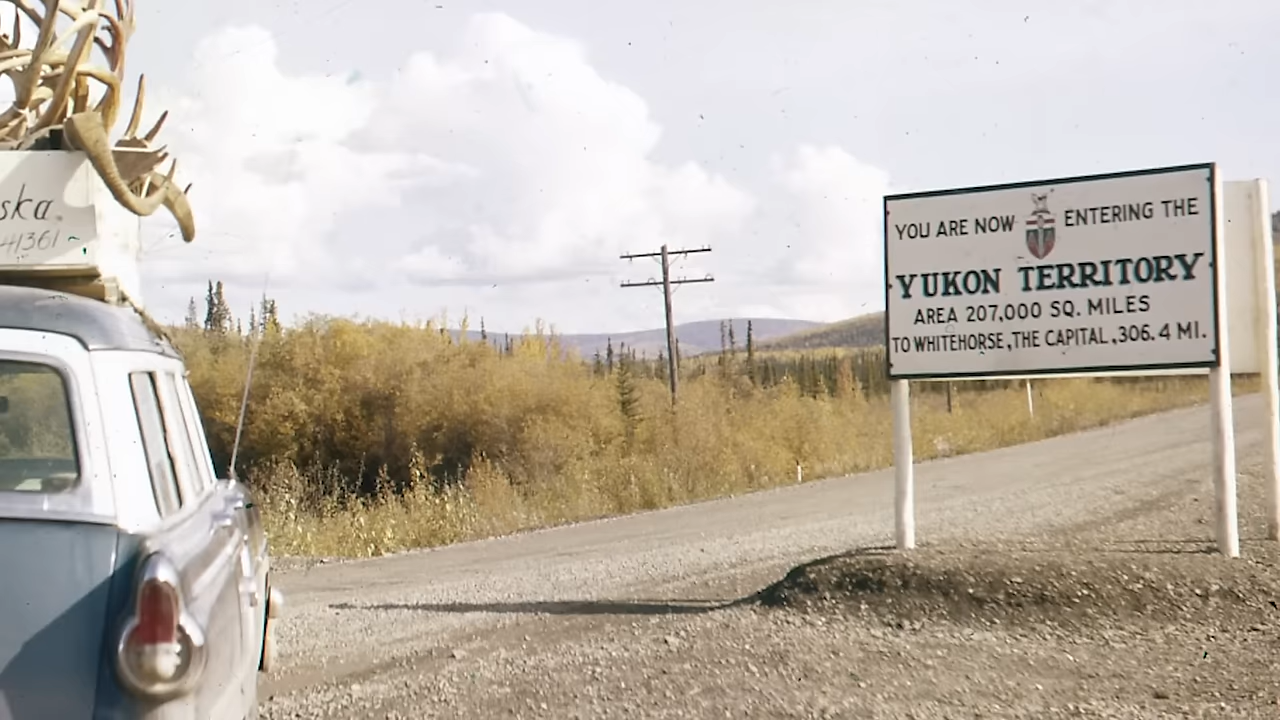 ska
41361
YOU ARE NOW ENTERING THE
YUKON TERRITORY
AREA 207,000 SQ. MILES
TO WHITEHORSE, THE CAPITAL, 306.4 MI.